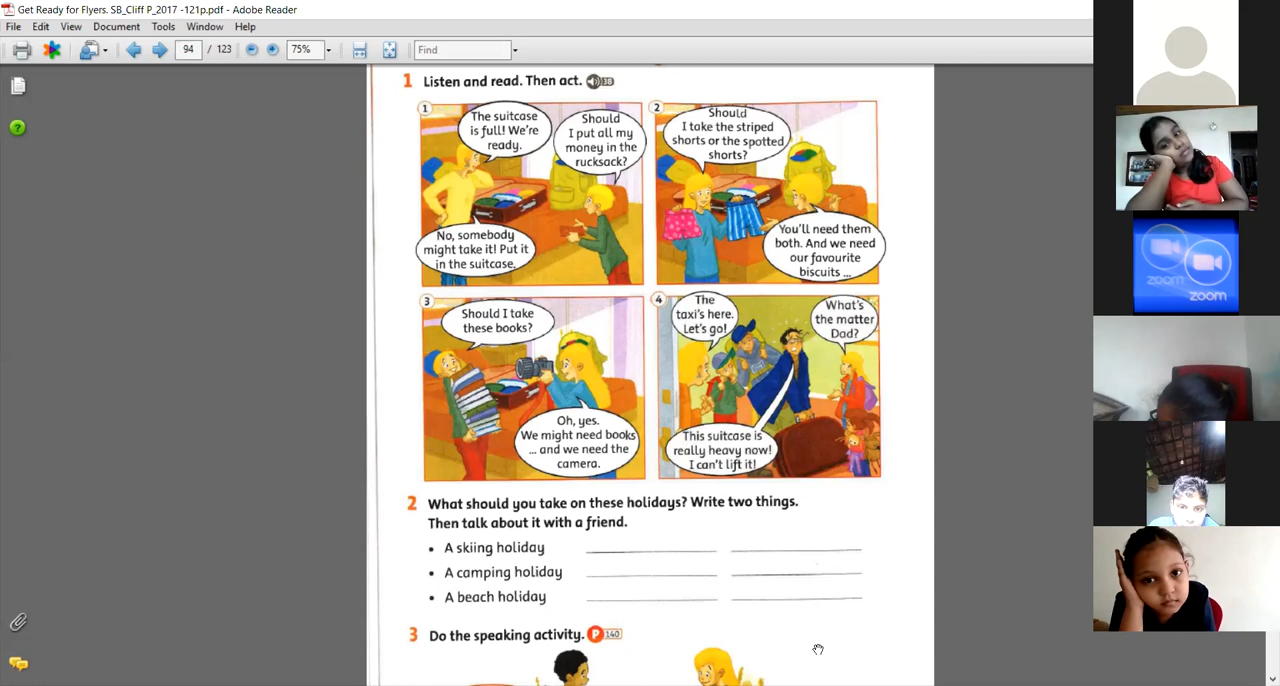 Get Ready for Flyers. SB_Cliff P_2017 -121p.pdf - Adobe Reader
File Edit View Document Tools Window Help
94 / 123 75% Find
1 Listen and read. Then act. 38
1
The suitcase
is full! We're
ready.
Should
I put all my
money in the
rucksack?
No, somebody
might take it! Put it
in the suitcase.
2
Should
I take the striped
shorts or the spotted
shorts?
You'll need them
both. And we need
our favourite
biscuits ...
3
Should I take
these books?
Oh, yes.
We might need books
... and we need the
camera.
4
The
taxi's here.
Let's go!
What's
the matter
Dad?
This suitcase is
really heavy now!
I can't lift it!
2 What should you take on these holidays? Write two things.
Then talk about it with a friend.
• A skiing holiday
• A camping holiday
• A beach holiday
3 Do the speaking activity. P 140
zoom
zoom